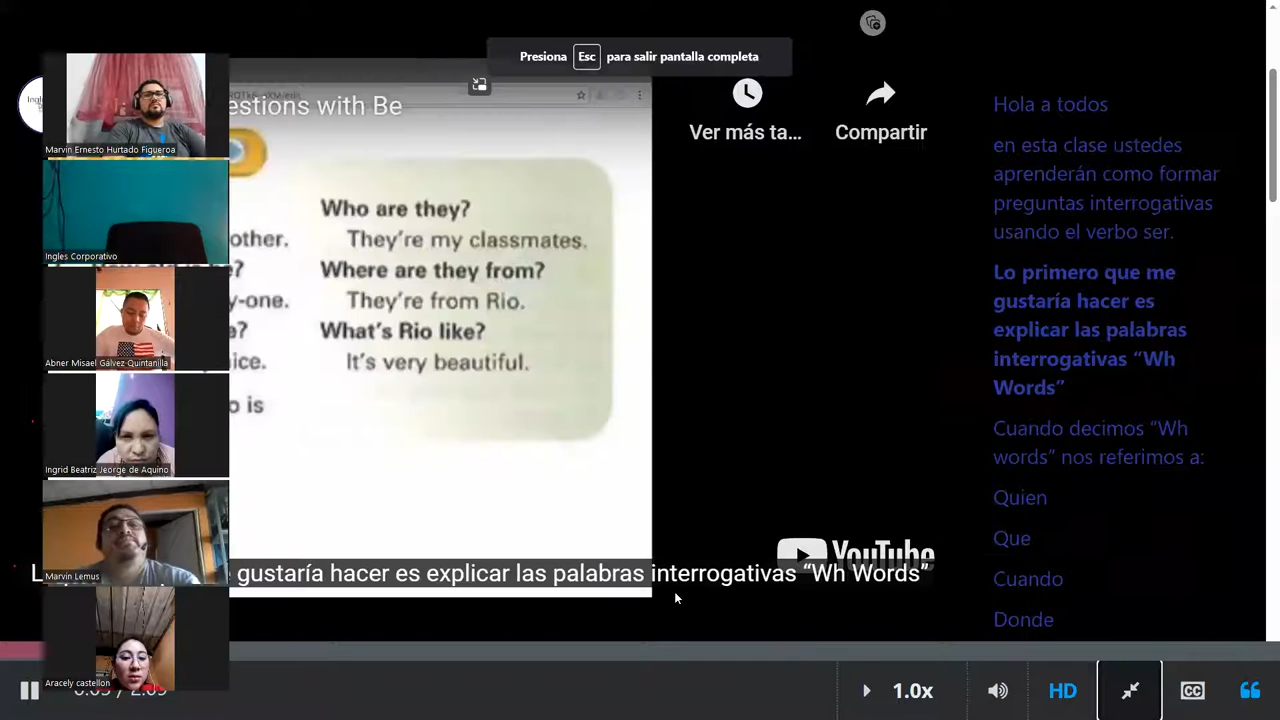 Presiona Esc para salir pantalla completa
estions with Be
Ver más ta...
Compartir
Who are they?
other.
They're my classmates.
Where are they from?
y-one.
They're from Rio.
e?
What's Rio like?
ice.
It's very beautiful.
o is
YouTube
gustaría hacer es explicar las palabras interrogativas “Wh Words”
Marvin Ernesto Hurtado Figueroa
Ingles Corporativo
Abner Misael Galvez Quintanilla
Ingrid Beatriz Jeorge de Aquino
Marvin Lemus
Aracely castellon
Hola a todos
en esta clase ustedes
aprenderán como formar
preguntas interrogativas
usando el verbo ser.
Lo primero que me
gustaría hacer es
explicar las palabras
interrogativas “Wh
Words”
Cuando decimos “Wh
words” nos referimos a:
Quien
Que
Cuando
Donde
1.0x
HD
CC